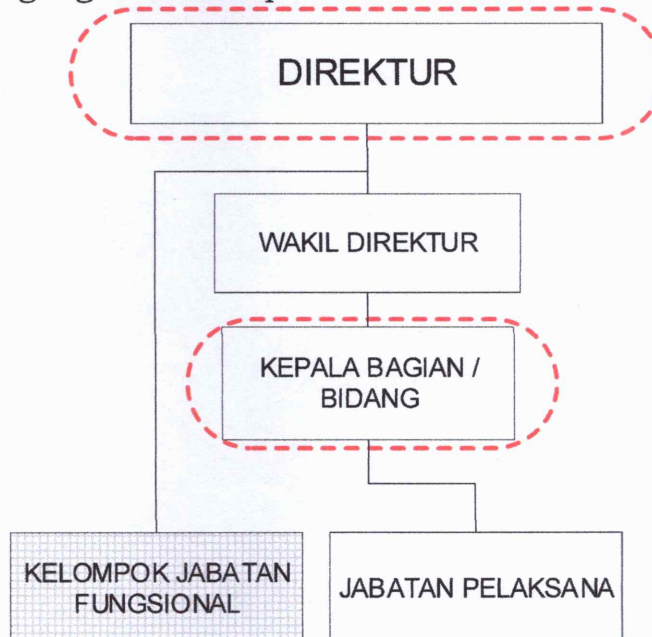 DIREKTUR
WAKIL DIREKTUR
KEPALA BAGIAN /
BIDANG
KELOMPOK JABATAN
FUNGSIONAL
JABATAN PELAKSANA